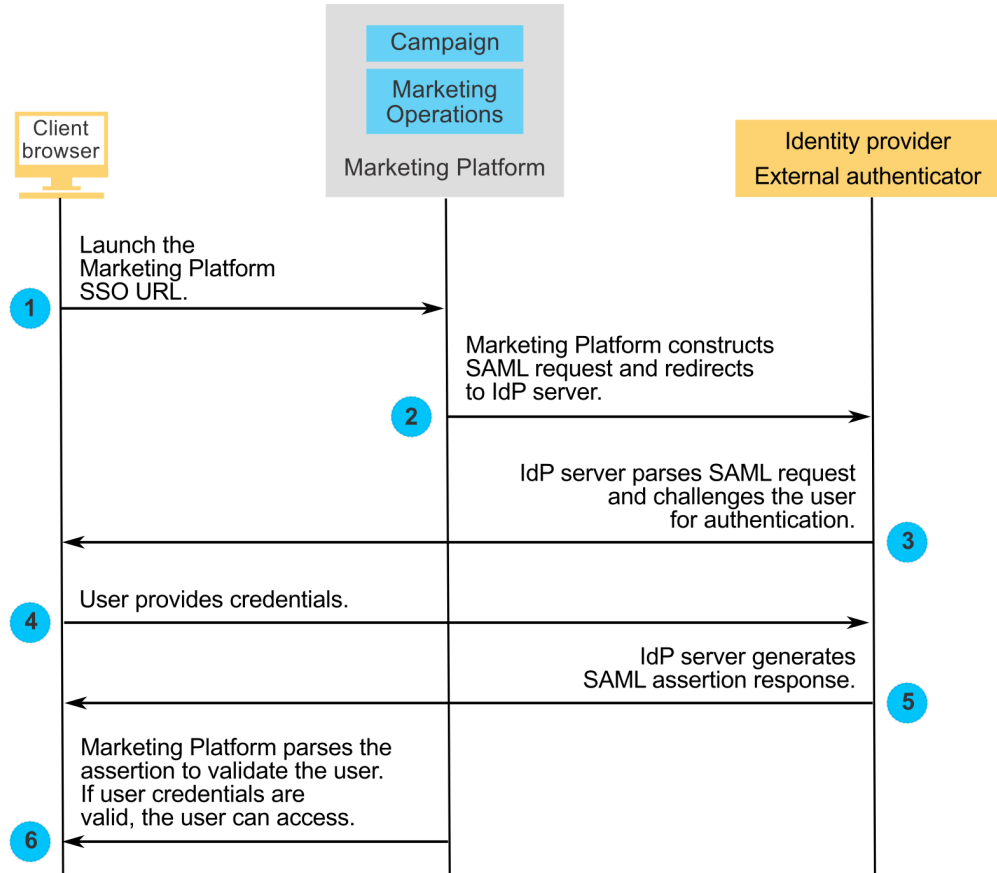 Campaign
Marketing
Operations
Marketing Platform
Client
browser
Identity provider
External authenticator
Launch the
Marketing Platform
SSO URL.
1
Marketing Platform constructs
SAML request and redirects
to IdP server.
2
IdP server parses SAML request
and challenges the user
for authentication.
3
User provides credentials.
4
IdP server generates
SAML assertion response.
5
Marketing Platform parses the
assertion to validate the user.
If user credentials are
valid, the user can access.
6